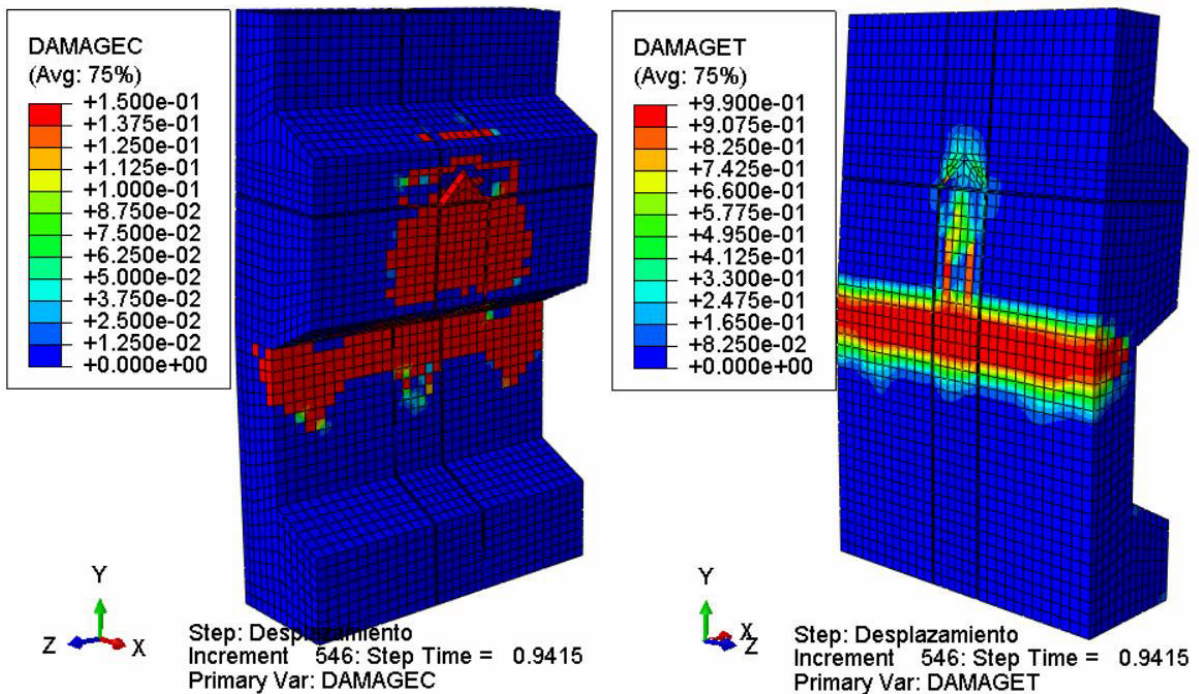 DAMAGEC
(Avg: 75%)
+1.500e-01
+1.375e-01
+1.250e-01
+1.125e-01
+1.000e-01
+8.750e-02
+7.500e-02
+6.250e-02
+5.000e-02
+3.750e-02
+2.500e-02
+1.250e-02
+0.000e+00
Y
Z
X
Step: Desplazamiento
Increment 546: Step Time = 0.9415
Primary Var: DAMAGEC
DAMAGET
(Avg: 75%)
+9.900e-01
+9.075e-01
+8.250e-01
+7.425e-01
+6.600e-01
+5.775e-01
+4.950e-01
+4.125e-01
+3.300e-01
+2.475e-01
+1.650e-01
+8.250e-02
+0.000e+00
Y
X
Z
Step: Desplazamiento
Increment 546: Step Time = 0.9415
Primary Var: DAMAGET